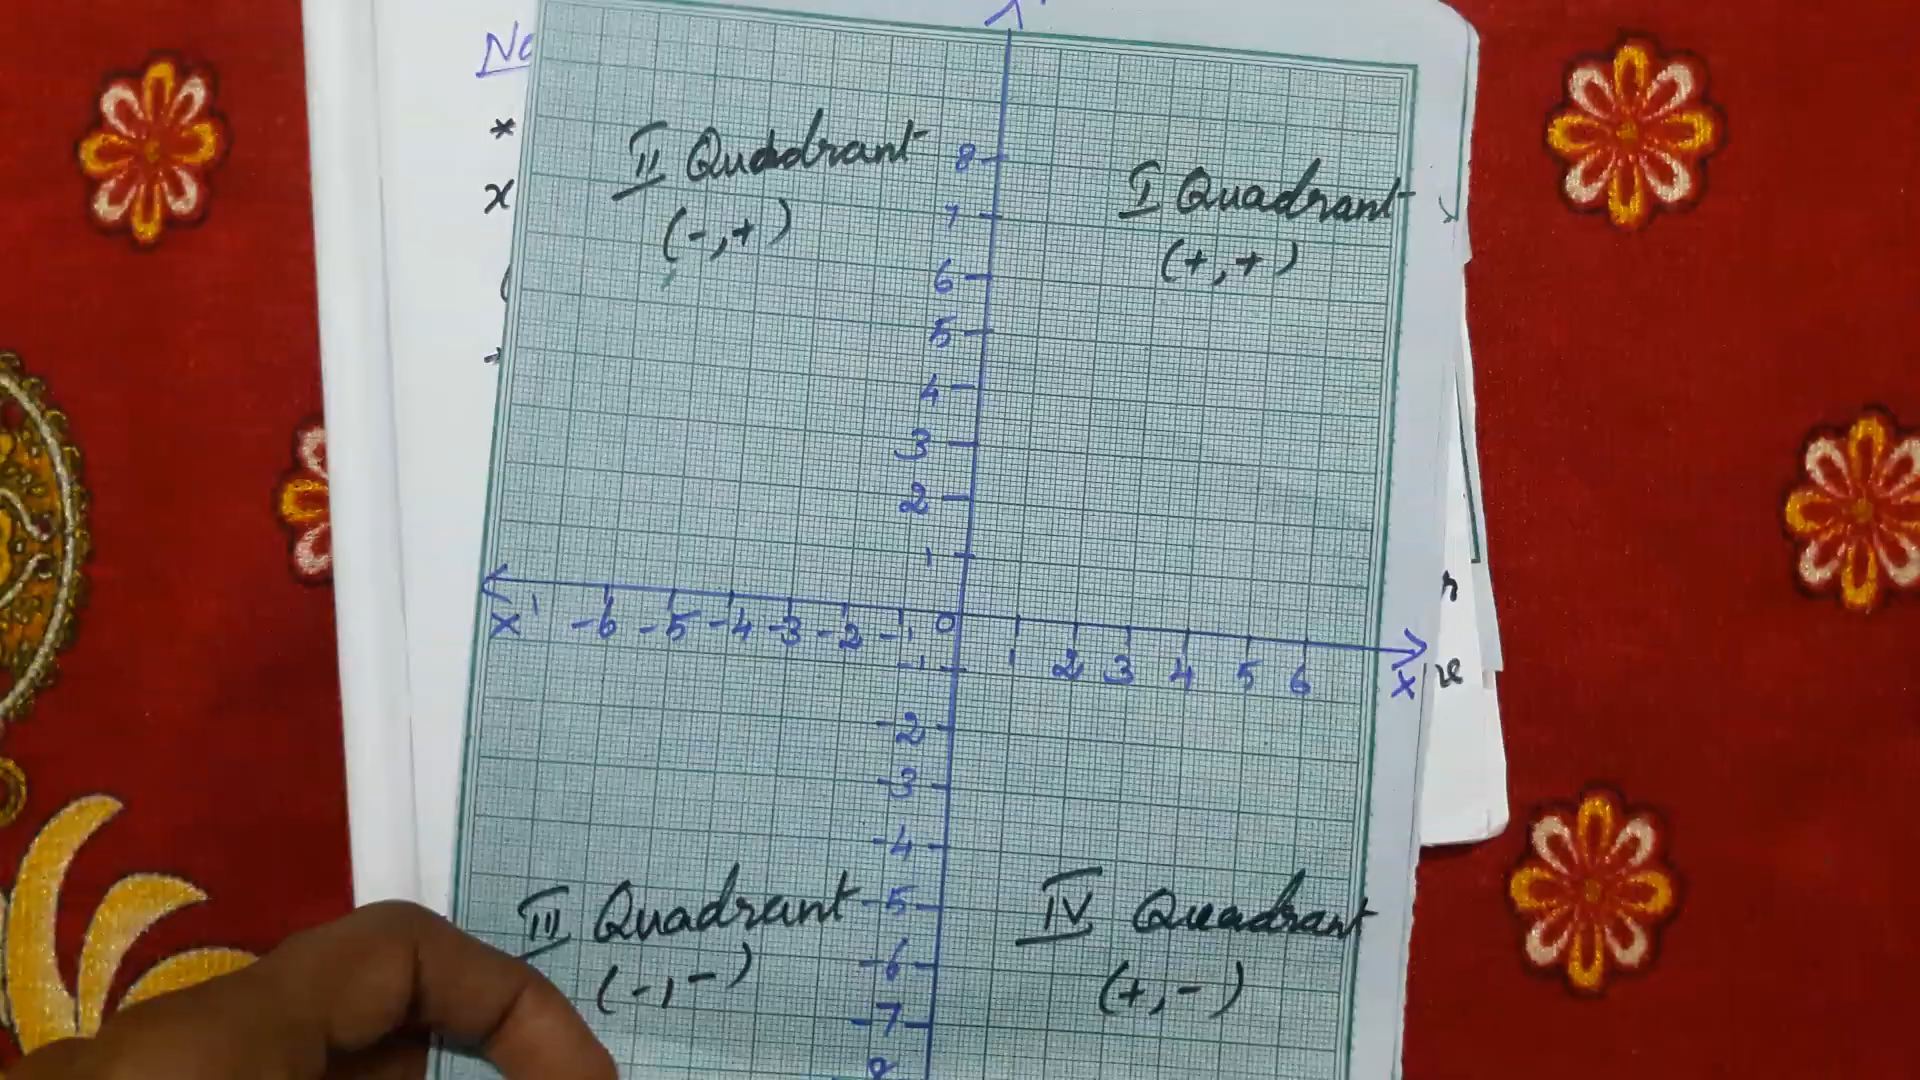 No
*
x
II Quadrant
(-,+)
I Quadrant
(+,+)
8
7
6
5
4
3
2
1
X' -6 -5 -4 -3 -2 -1 0 1 2 3 4 5 6 X
-1
-2
-3
-4
-5
-6
-7
III Quadrant
(-,-)
IV Quadrant
(+,-)